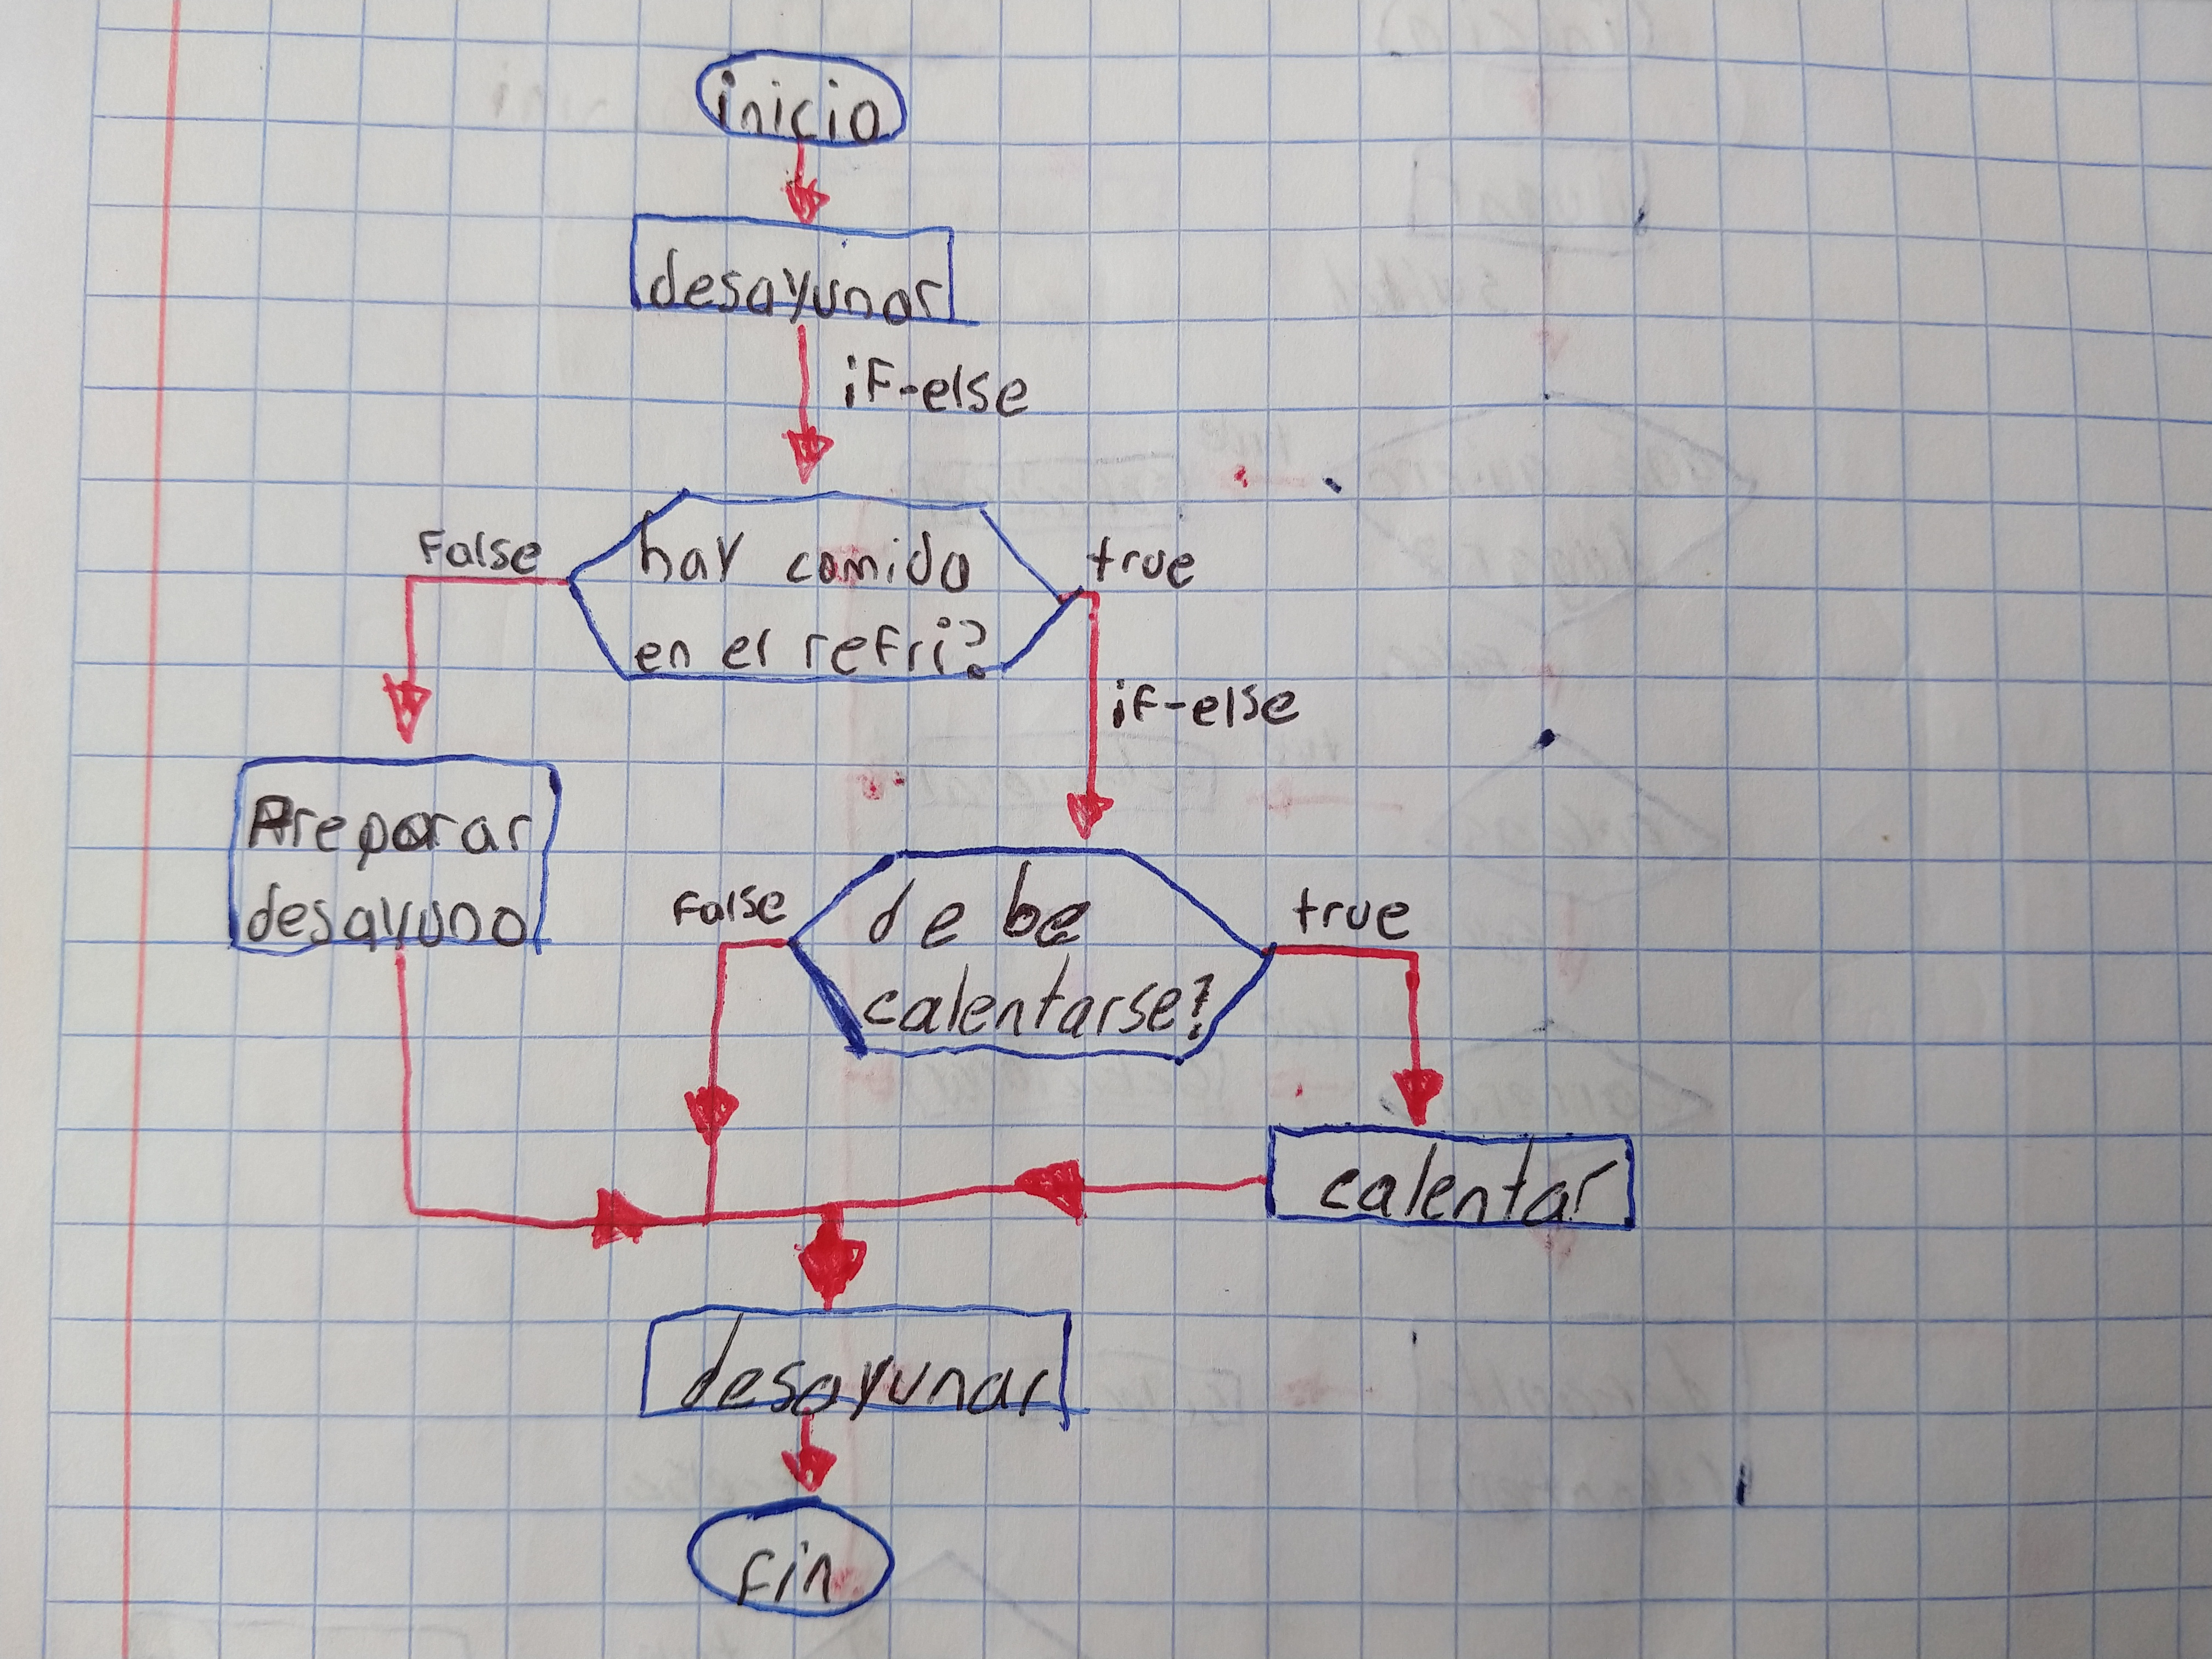 inicio
desayunar
if-else
False
hay comida
true
en el refri?
if-else
Preparar
desayuno
False
debe
true
calentarse?
calentar
desayunar
fin